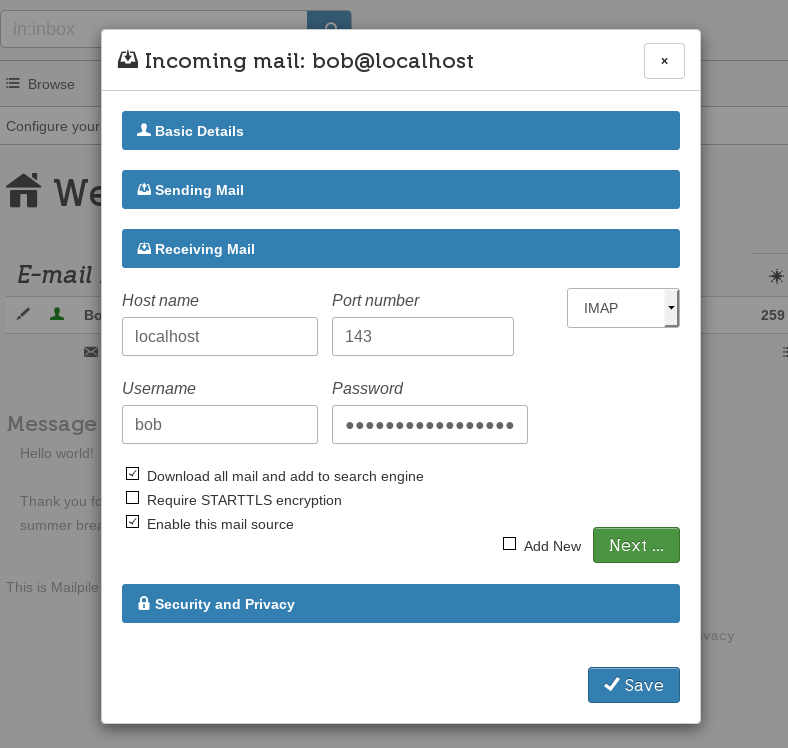 in:inbox
Incoming mail: bob@localhost
×
Browse
Configure your
Basic Details
We
Sending Mail
Receiving Mail
E-mail
Host name
Port number
IMAP
localhost
143
Bo
259
Username
Password
bob
●●●●●●●●●●●●●●●●●
Message
Hello world!
Download all mail and add to search engine
Thank you fo
Require STARTTLS encryption
summer brea
Enable this mail source
Add New
Next ...
This is Mailpile
Security and Privacy
vacy
Save